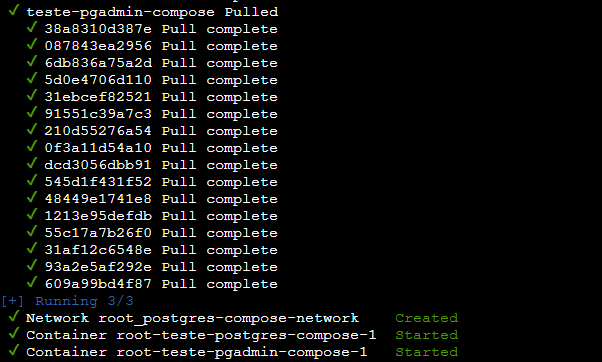 ✓ teste-pgadmin-compose Pulled
✓ 38a8310d387e Pull complete
✓ 087843ea2956 Pull complete
✓ 6db836a75a2d Pull complete
✓ 5d0e4706d110 Pull complete
✓ 31ebcef82521 Pull complete
✓ 91551c39a7c3 Pull complete
✓ 210d55276a54 Pull complete
✓ 0f3a11d54a10 Pull complete
✓ dcd3056dbb91 Pull complete
✓ 545d1f431f52 Pull complete
✓ 48449e1741e8 Pull complete
✓ 1213e95defdb Pull complete
✓ 55c17a7b26f0 Pull complete
✓ 31af12c6548e Pull complete
✓ 93a2e5af292e Pull complete
✓ 609a99bd4f87 Pull complete
[+] Running 3/3
✓ Network root_postgres-compose-network Created
✓ Container root-teste-postgres-compose-1 Started
✓ Container root-teste-pgadmin-compose-1 Started